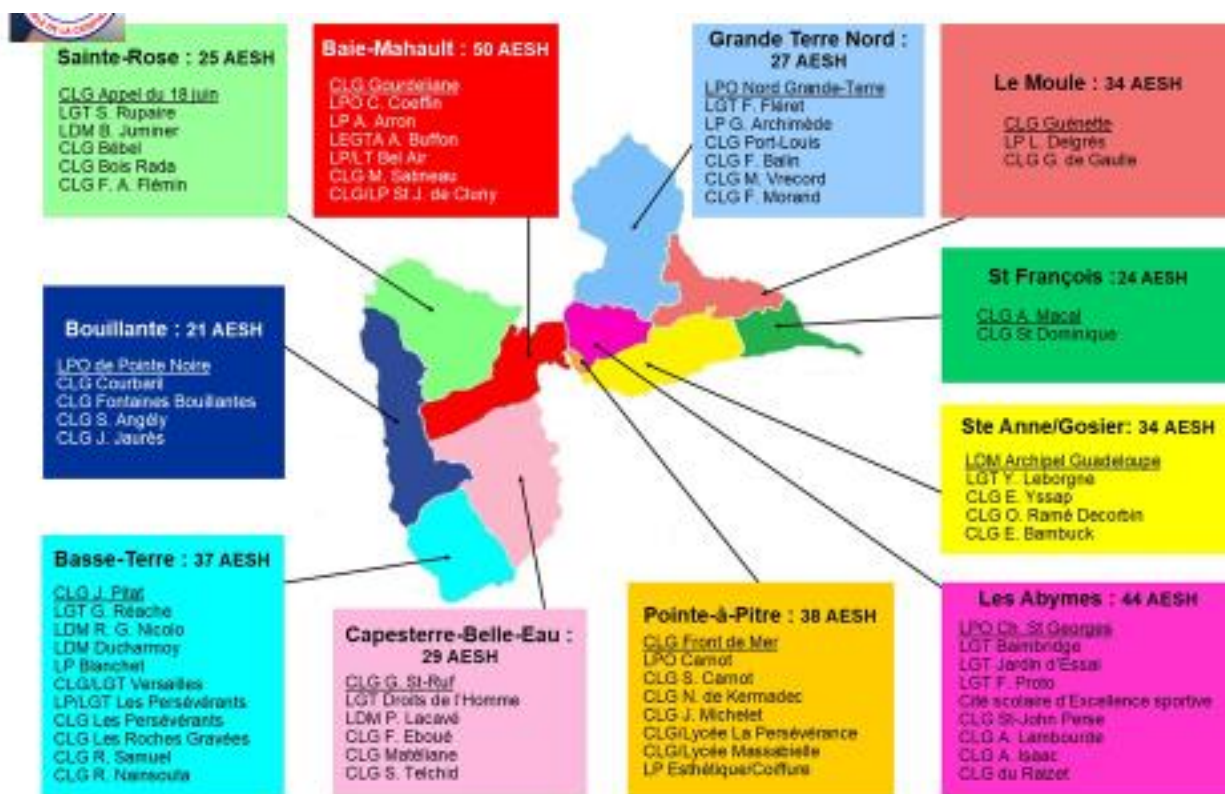 DE LA
Sainte-Rose : 25 AESH
CLG Appel du 18 juin
LGT S. Rupaire
LDM B. Juminer
CLG Bébel
CLG Bois Rada
CLG F. A. Flémin
Baie-Mahault : 50 AESH
CLG Gourdeliane
LPO C. Coeffin
LP A. Arron
LEGTA A. Buffon
LP/LT Bel Air
CLG M. Satineau
CLG/LP St J. de Cluny
Grande Terre Nord :
27 AESH
LPO Nord Grande-Terre
LGT F. Fléret
LP G. Archimède
CLG Port-Louis
CLG F. Balin
CLG M. Vrecord
CLG F. Morand
Le Moule : 34 AESH
CLG Guénette
LP L. Delgrès
CLG G. de Gaulle
Bouillante : 21 AESH
LPO de Pointe Noire
CLG Courbaril
CLG Fontaines Bouillantes
CLG S. Angély
CLG J. Jaurès
St François : 24 AESH
CLG A. Macal
CLG St Dominique
Ste Anne/Gosier: 34 AESH
LDM Archipel Guadeloupe
LGT Y. Leborgne
CLG E. Yssap
CLG O. Ramé Decorbin
CLG E. Bambuck
Basse-Terre : 37 AESH
CLG J. Pitat
LGT G. Réache
LDM R. G. Nicolo
LDM Ducharmoy
LP Blanchet
CLG/LGT Versailles
LP/LGT Les Persévérants
CLG Les Persévérants
CLG Les Roches Gravées
CLG R. Samuel
CLG R. Nainsouta
Capesterre-Belle-Eau :
29 AESH
CLG G. St-Ruf
LGT Droits de l'Homme
LDM P. Lacavé
CLG F. Eboué
CLG Matéliane
CLG S. Telchid
Pointe-à-Pitre : 38 AESH
CLG Front de Mer
LPO Carnot
CLG S. Carnot
CLG N. de Kermadec
CLG J. Michelet
CLG/Lycée La Persévérance
CLG/Lycée Massabielle
LP Esthétique/Coiffure
Les Abymes : 44 AESH
LPO Ch. St Georges
LGT Baimbridge
LGT Jardin d'Essai
LGT F. Proto
Cité scolaire d'Excellence sportive
CLG St-John Perse
CLG A. Lambourde
CLG A. Isaac
CLG du Raizet